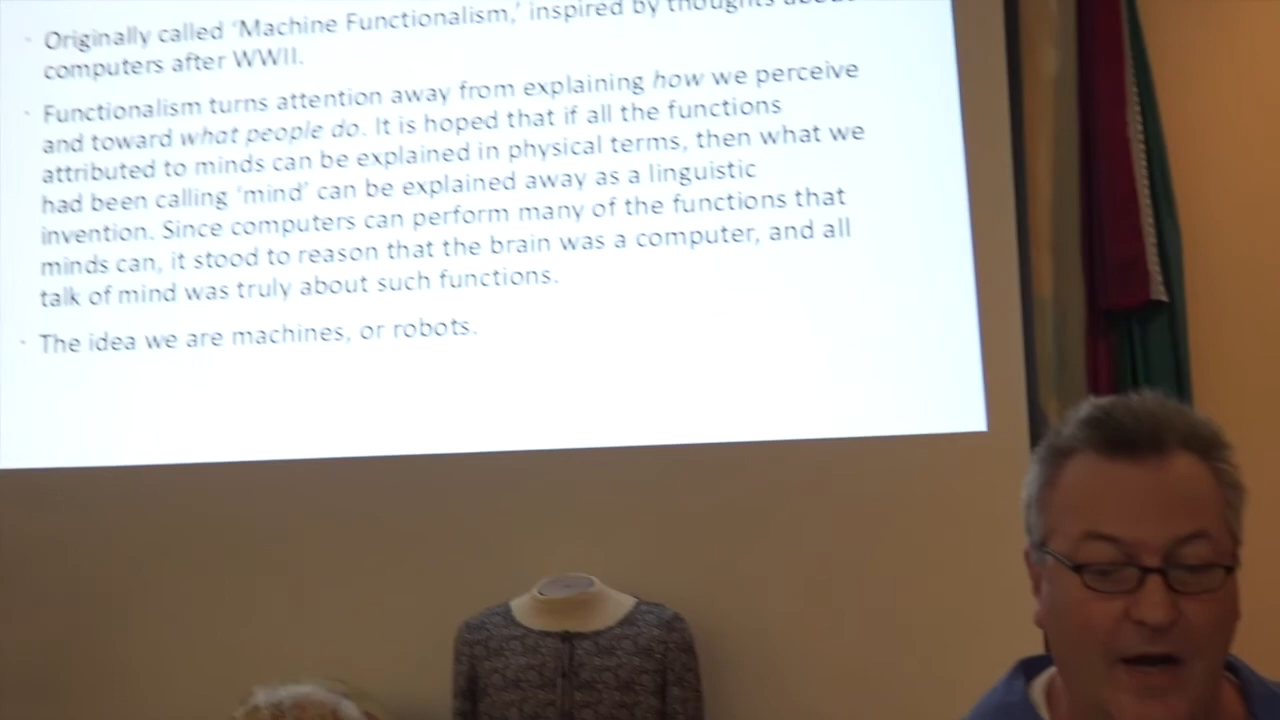 Originally called ‘Machine Functionalism,’ inspired by thoughts about
computers after WWII.
Functionalism turns attention away from explaining how we perceive
and toward what people do. It is hoped that if all the functions
attributed to minds can be explained in physical terms, then what we
had been calling ‘mind’ can be explained away as a linguistic
invention. Since computers can perform many of the functions that
minds can, it stood to reason that the brain was a computer, and all
talk of mind was truly about such functions.
The idea we are machines, or robots.